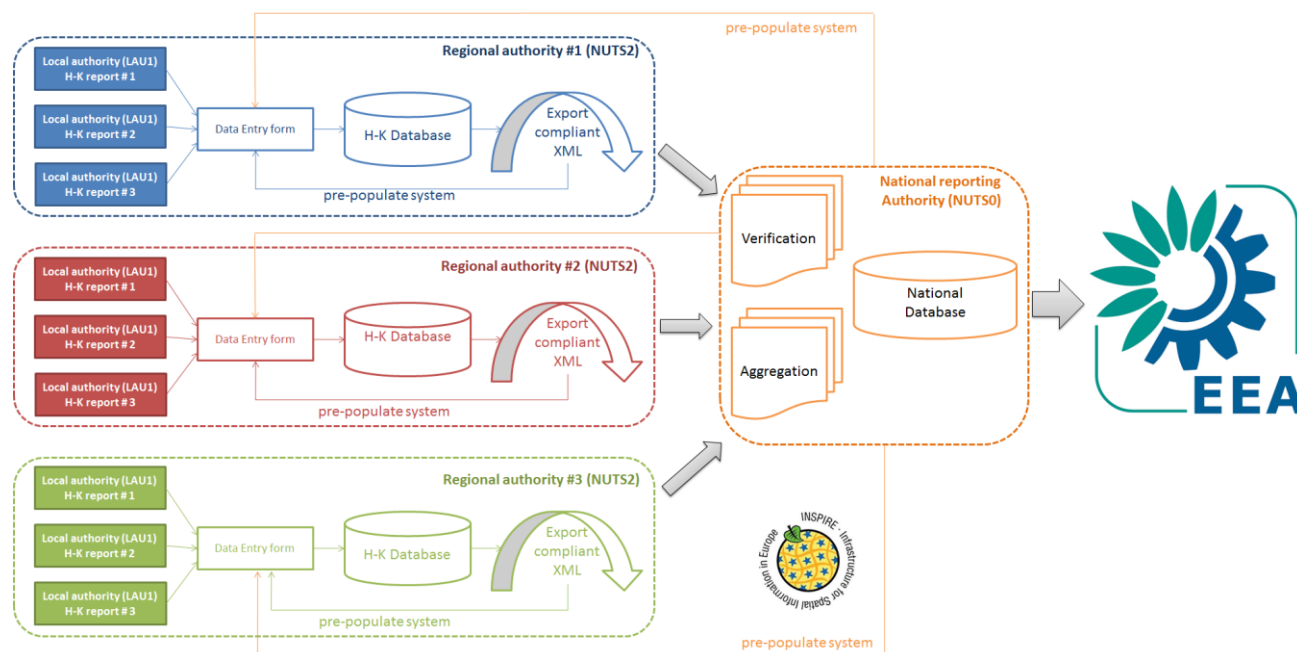 pre-populate system
Regional authority #1 (NUTS2)
Local authority (LAU1)
H-K report # 1
Local authority (LAU1)
H-K report #2
Local authority (LAU1)
H-K report # 3
Data Entry form
H-K Database
Export
compliant
XML
pre-populate system
Regional authority #2 (NUTS2)
Local authority (LAU1)
H-K report #1
Local authority (LAU1)
H-K report #2
Local authority (LAU1)
H-K report # 3
Data Entry form
H-K Database
Export
compliant
XML
pre-populate system
Regional authority #3 (NUTS2)
Local authority (LAU1)
H-K report #1
Local authority (LAU1)
H-K report #2
Local authority (LAU1)
H-K report # 3
Data Entry form
H-K Database
Export
compliant
XML
pre-populate system
National reporting
Authority (NUTS0)
Verification
Aggregation
National
Database
EEA
INSPIRE - Infrastructure for Spatial Information in Europe
pre-populate system